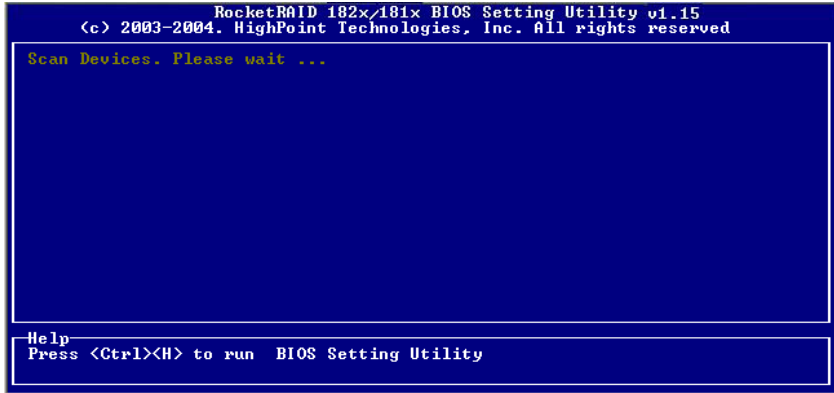 RocketRAID 182x/181x BIOS Setting Utility v1.15
(c) 2003-2004. HighPoint Technologies, Inc. All rights reserved
Scan Devices. Please wait ...
Help
Press <Ctrl><H> to run BIOS Setting Utility